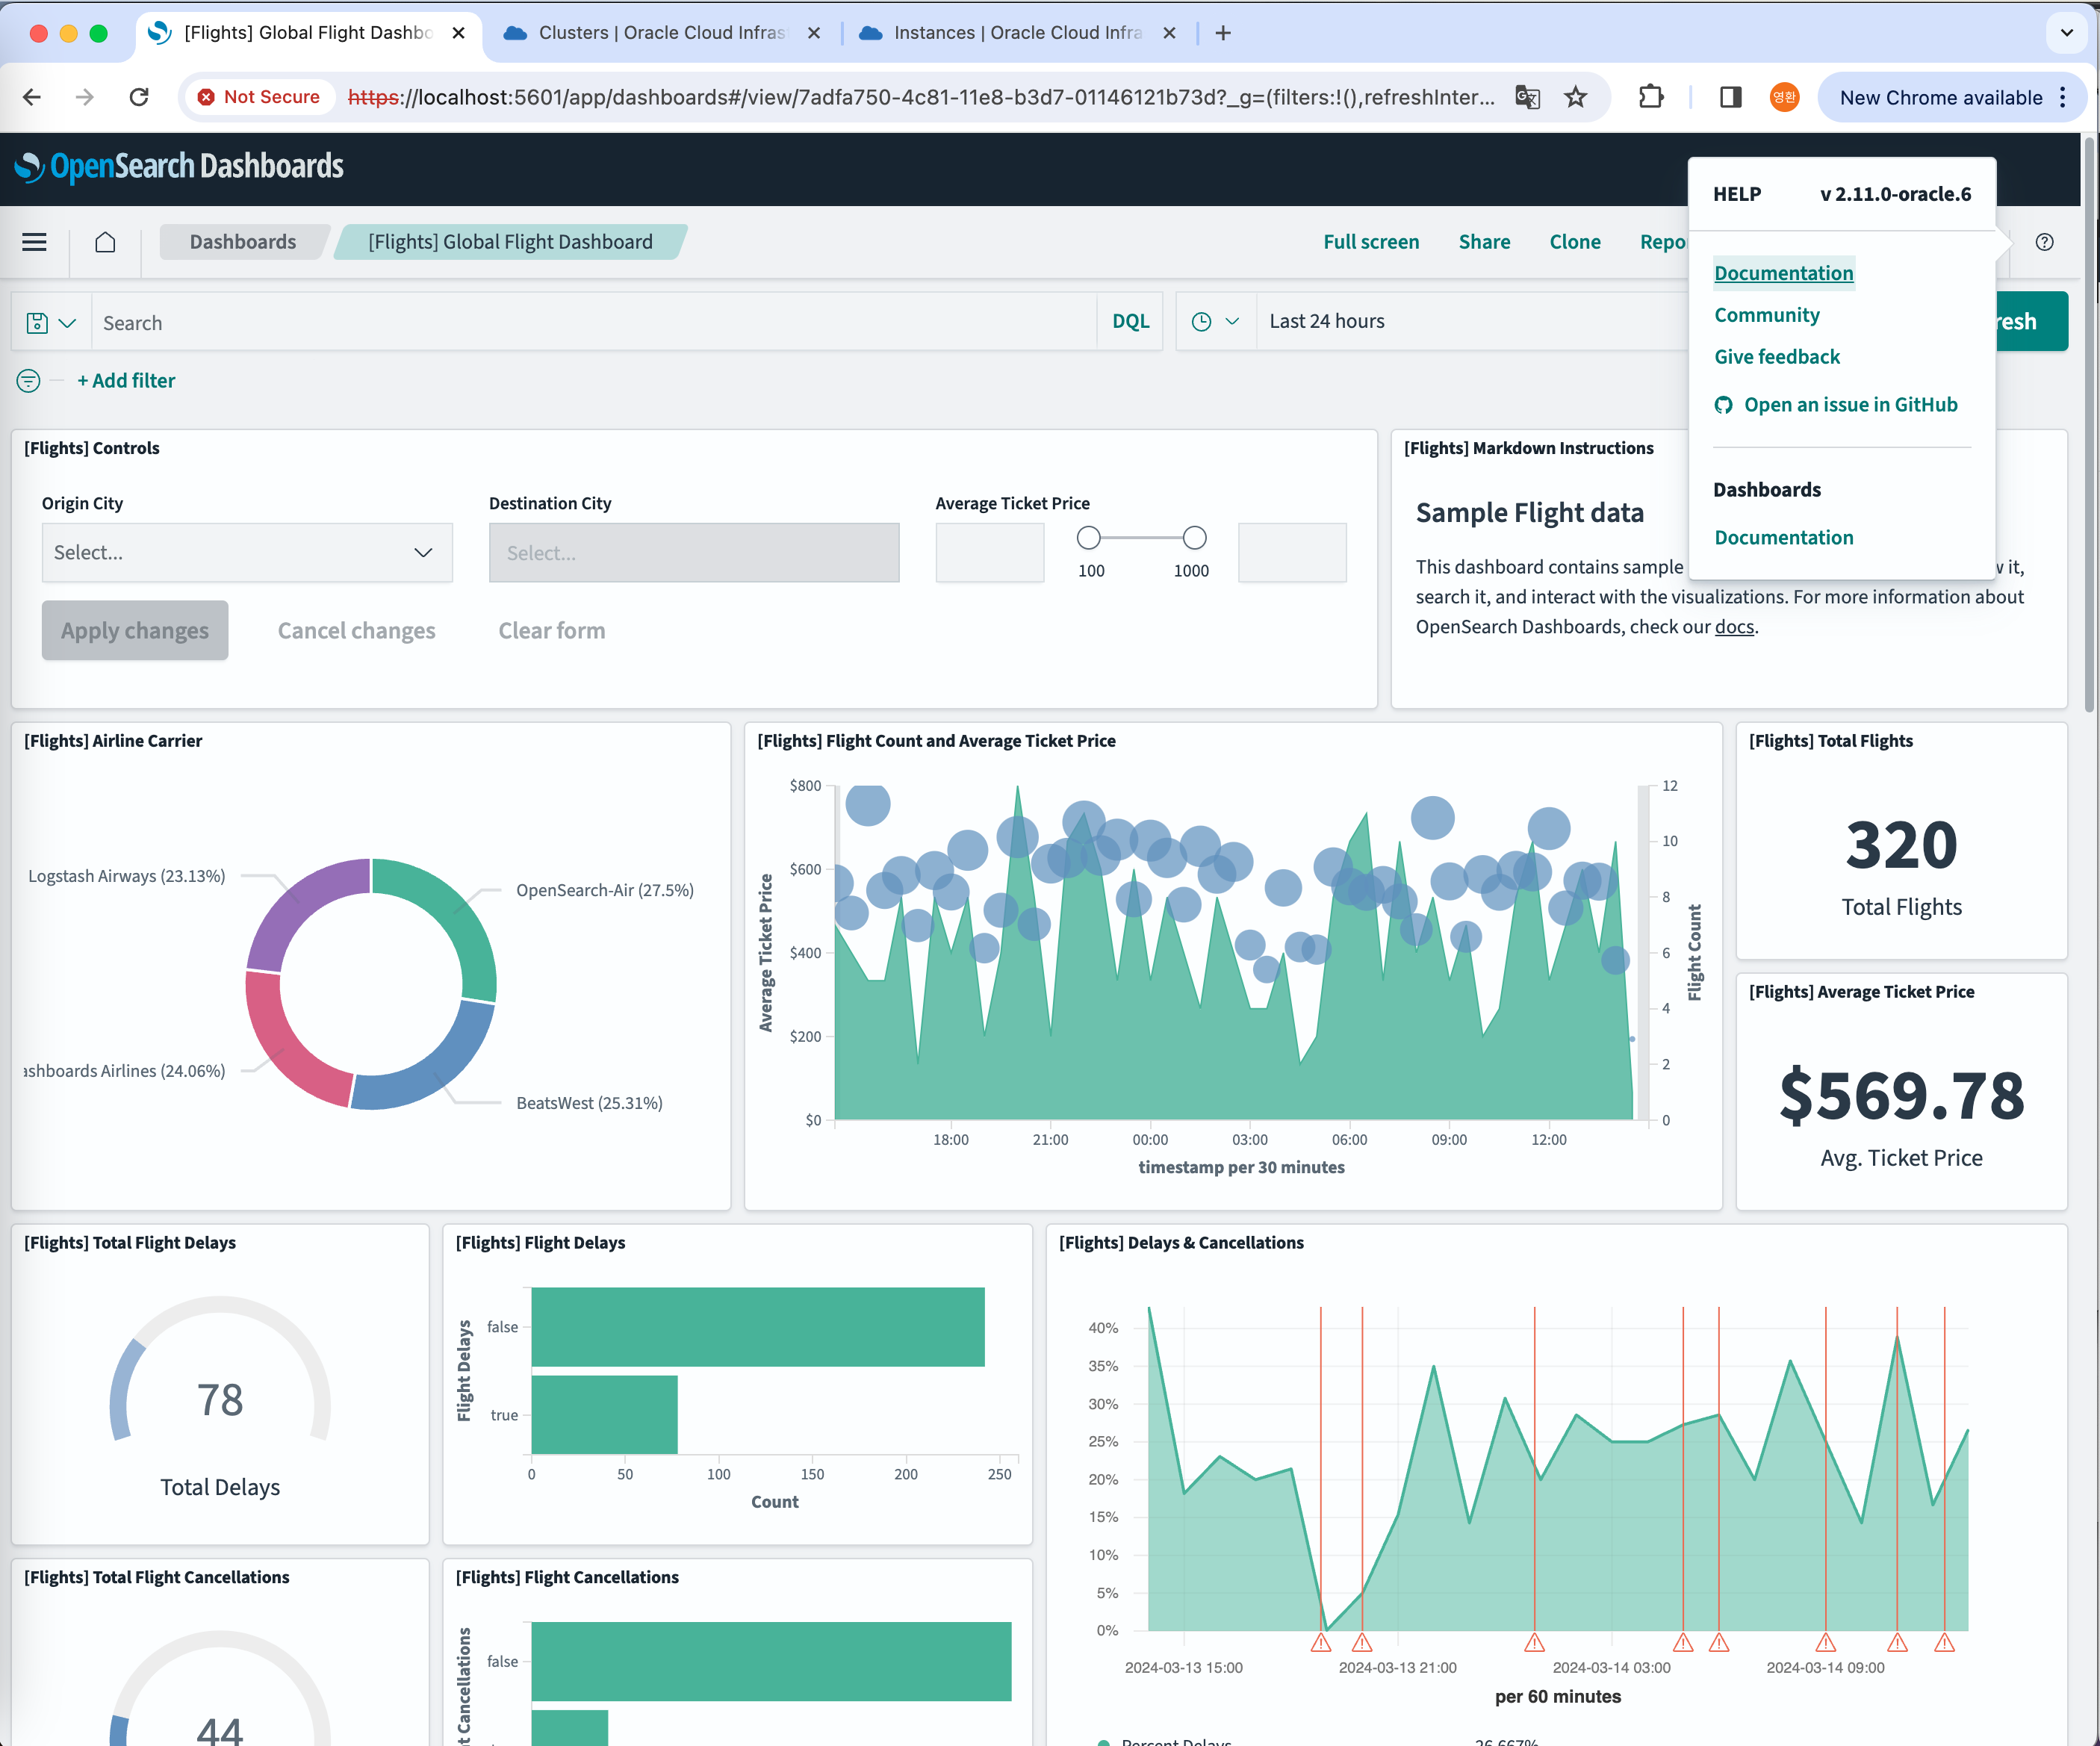 [Flights] Global Flight Dashbo
Clusters | Oracle Cloud Infras
Instances | Oracle Cloud Infra
Not Secure
https://localhost:5601/app/dashboards#/view/7adfa750-4c81-11e8-b3d7-01146121b73d?_g=(filters:!(),refreshInter...
영환
New Chrome available
OpenSearch Dashboards
HELP v 2.11.0-oracle.6
Dashboards
[Flights] Global Flight Dashboard
Full screen
Share
Clone
Repo
Documentation
Community
Give feedback
Open an issue in GitHub
Dashboards
Documentation
Search
DQL
Last 24 hours
resh
+ Add filter
[Flights] Controls
Origin City
Select...
Destination City
Select...
Average Ticket Price
100
1000
Apply changes
Cancel changes
Clear form
[Flights] Markdown Instructions
Sample Flight data
This dashboard contains sample
it,
search it, and interact with the visualizations. For more information about
OpenSearch Dashboards, check our docs.
[Flights] Airline Carrier
Logstash Airways (23.13%)
OpenSearch-Air (27.5%)
ashboards Airlines (24.06%)
BeatsWest (25.31%)
[Flights] Flight Count and Average Ticket Price
Average Ticket Price
$800
$600
$400
$200
$0
12
10
8
6
4
2
0
Flight Count
18:00 21:00 00:00 03:00 06:00 09:00 12:00
timestamp per 30 minutes
[Flights] Total Flights
320
Total Flights
[Flights] Average Ticket Price
$569.78
Avg. Ticket Price
[Flights] Total Flight Delays
78
Total Delays
[Flights] Flight Delays
Flight Delays
false
true
0 50 100 150 200 250
Count
[Flights] Delays & Cancellations
40%
35%
30%
25%
20%
15%
10%
5%
0%
2024-03-13 15:00 2024-03-13 21:00 2024-03-14 03:00 2024-03-14 09:00
per 60 minutes
Percent Delays 26.667%
[Flights] Total Flight Cancellations
44
[Flights] Flight Cancellations
t Cancellations
false